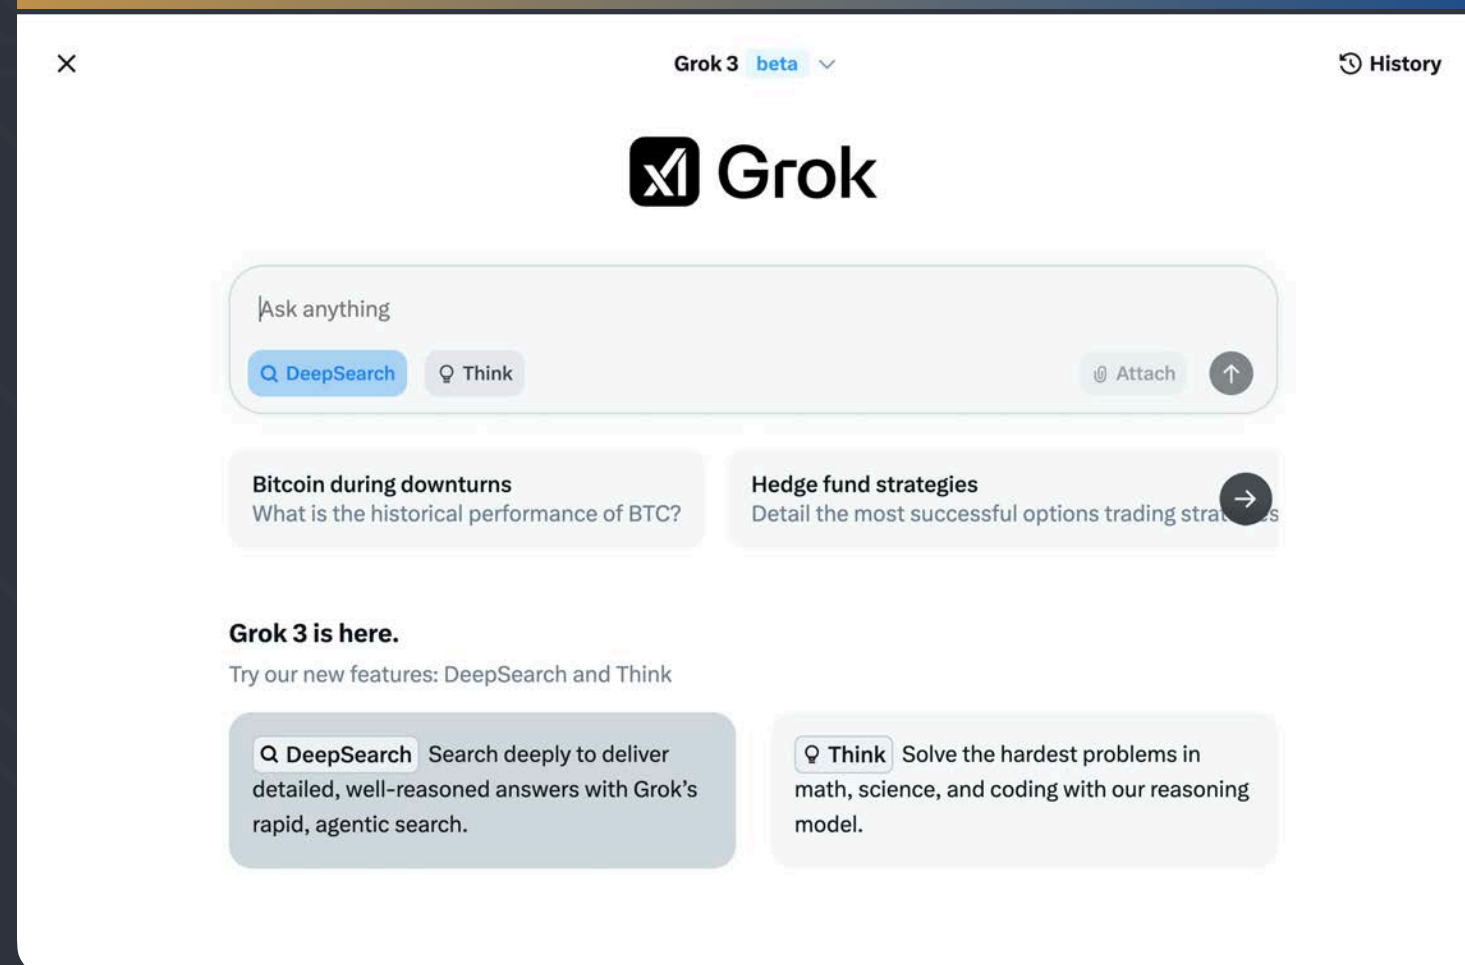 Grok 3 beta
History
xI Grok
Ask anything
DeepSearch
Think
Attach
Bitcoin during downturns
What is the historical performance of BTC?
Hedge fund strategies
Detail the most successful options trading
Grok 3 is here.
Try our new features: DeepSearch and Think
DeepSearch Search deeply to deliver
detailed, well-reasoned answers with Grok's
rapid, agentic search.
Think Solve the hardest problems in
math, science, and coding with our reasoning
model.